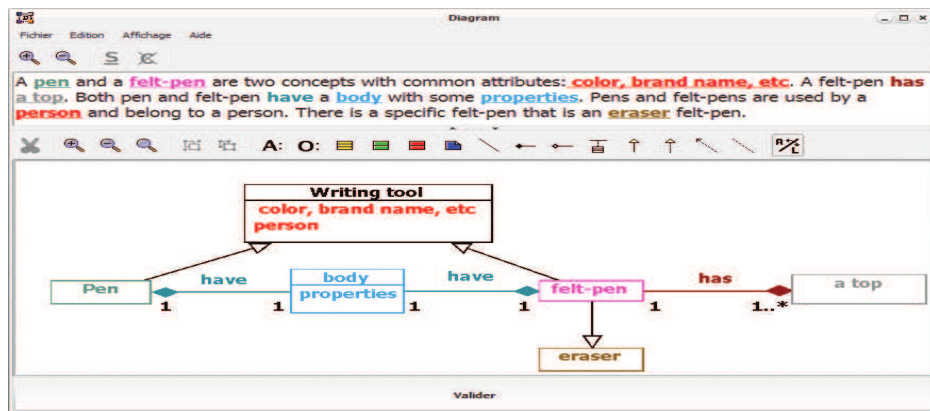 Diagram
Fichier Edition Affichage Aide
S
A pen and a felt-pen are two concepts with common attributes: color, brand name, etc. A felt-pen has
a top. Both pen and felt-pen have a body with some properties. Pens and felt-pens are used by a
person and belong to a person. There is a specific felt-pen that is an eraser felt-pen.
A: O: R/L
Writing tool
color, brand name, etc
person
Pen have body have felt-pen has a top
properties
1 1 1 1 1 1..*
eraser
Valider